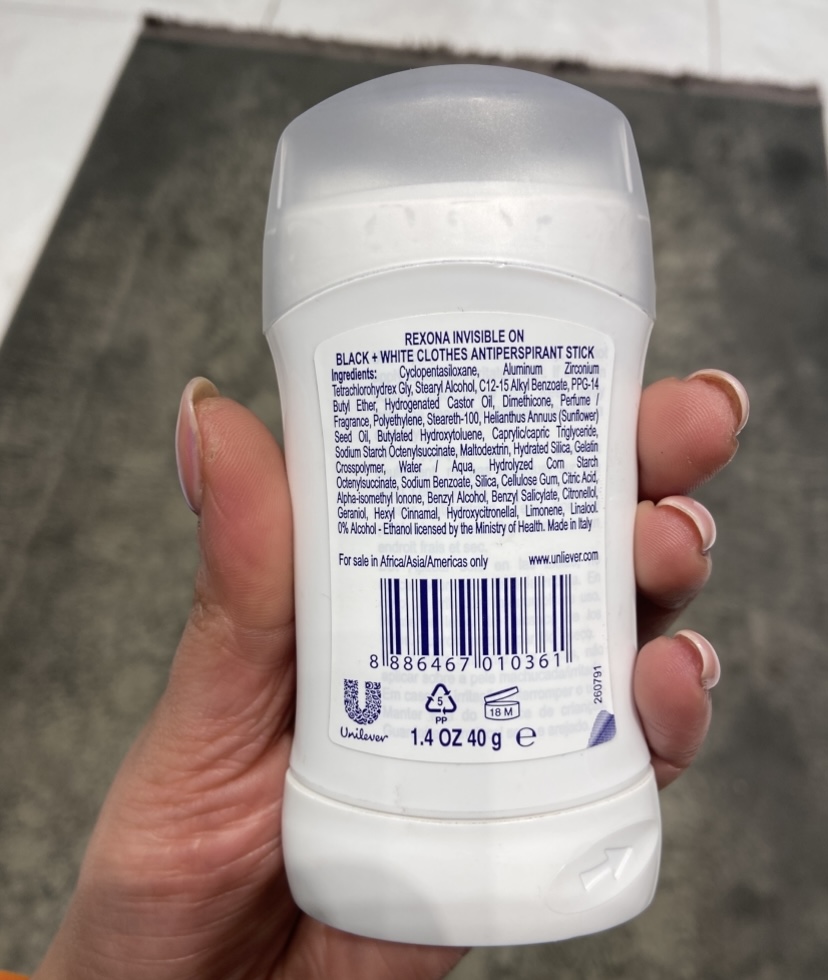 REXONA INVISIBLE ON
BLACK + WHITE CLOTHES ANTIPERSPIRANT STICK
Ingredients: Cyclopentasiloxane, Aluminum Zirconium
Tetrachlorohydrex Gly, Stearyl Alcohol, C12-15 Alkyl Benzoate, PPG-14
Butyl Ether, Hydrogenated Castor Oil, Dimethicone, Perfume /
Fragrance, Polyethylene, Steareth-100, Helianthus Annuus (Sunflower)
Seed Oil, Butylated Hydroxytoluene, Caprylic/capric Triglyceride,
Sodium Starch Octenylsuccinate, Maltodextrin, Hydrated Silica, Gelatin
Crosspolymer, Water / Aqua, Hydrolyzed Corn Starch
Octenylsuccinate, Sodium Benzoate, Silica, Cellulose Gum, Citric Acid,
Alpha-isomethyl Ionone, Benzyl Alcohol, Benzyl Salicylate, Citronellol,
Geraniol, Hexyl Cinnamal, Hydroxycitronellal, Limonene, Linalool.
0% Alcohol - Ethanol licensed by the Ministry of Health. Made in Italy
For sale in Africa/Asia/Americas only www.unliever.com
8 886467 010361
260791
5
PP
18 M
Unilever
1.4 OZ 40 g e